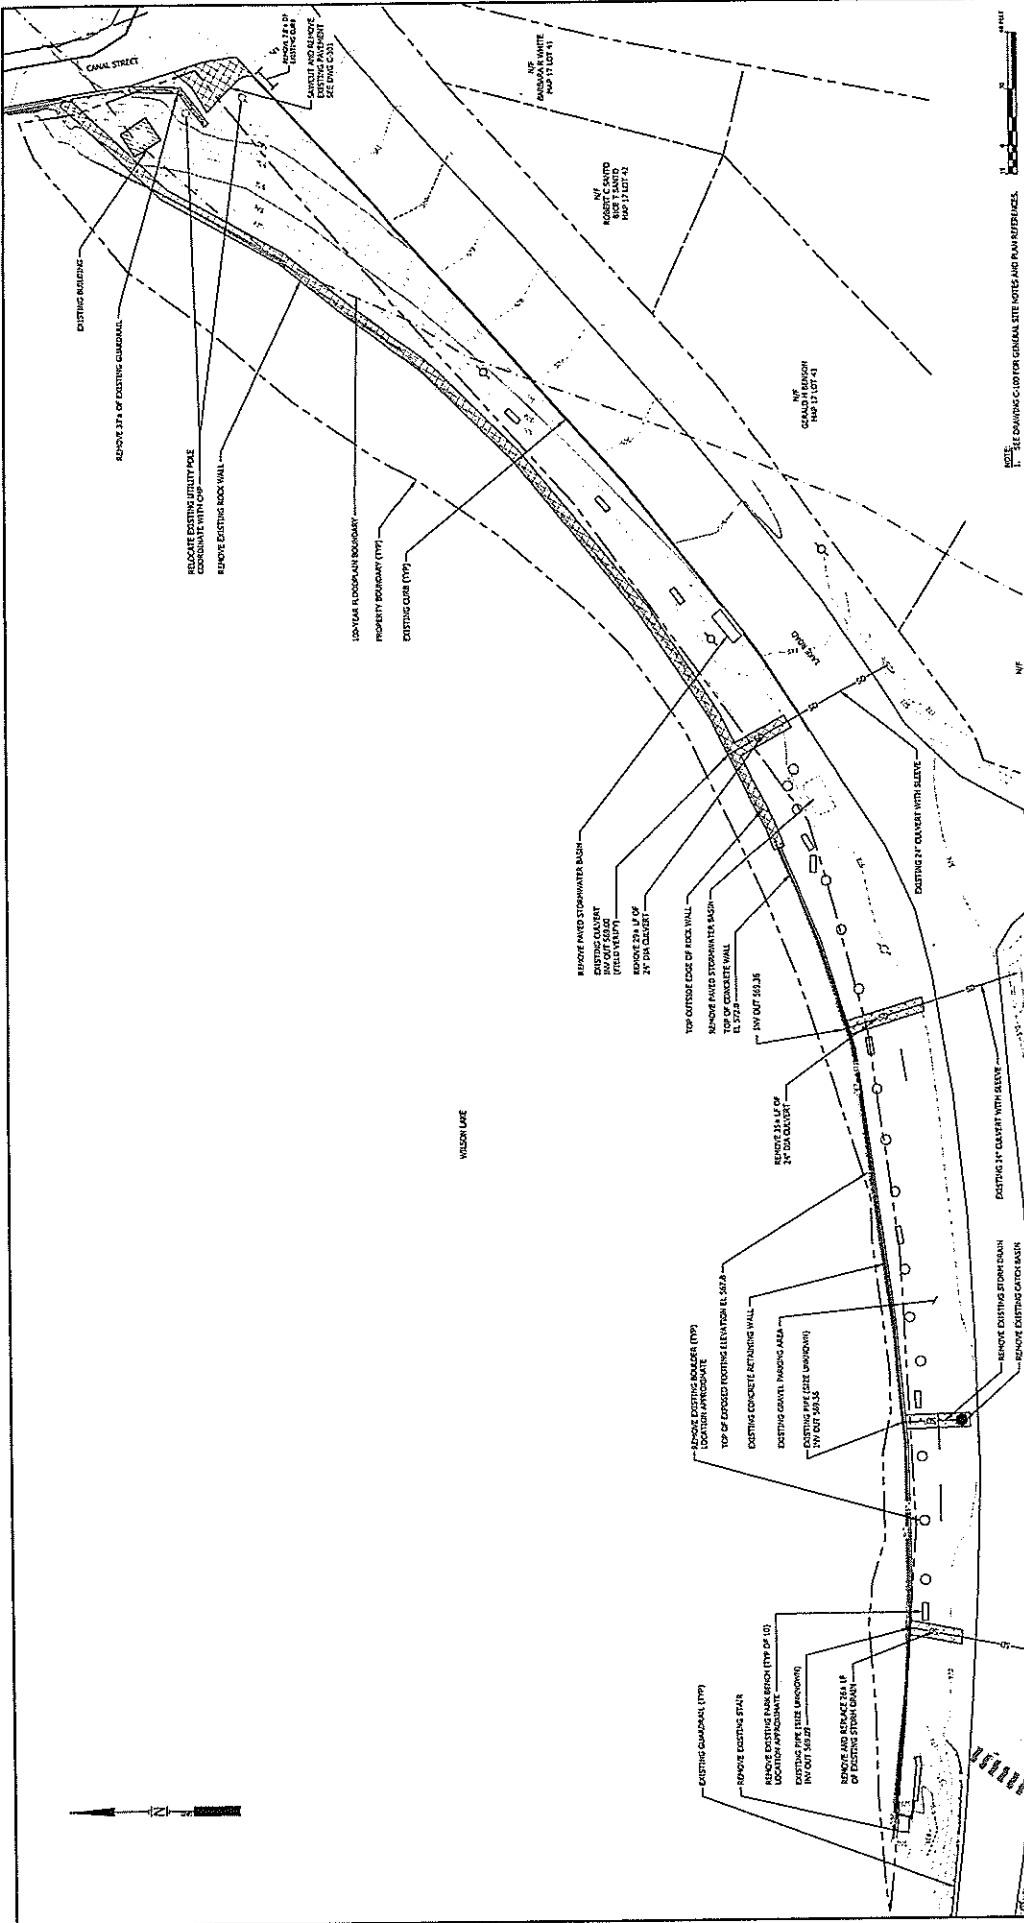 CANAL STREET
REMOVE 28'± OF
EXISTING CURB
SAWCUT AND REMOVE
EXISTING PAVEMENT
SEE DWG C-301
EXISTING BUILDING
REMOVE 37'± OF EXISTING GUARDRAIL
RELOCATE EXISTING UTILITY POLE
COORDINATE WITH CMP
REMOVE EXISTING ROCK WALL
100-YEAR FLOODPLAIN BOUNDARY
PROPERTY BOUNDARY (TYP)
EXISTING CURB (TYP)
N/F
BARBARA R WHITE
MAP 17 LOT 41
N/F
ROBERT C SANTO
MAP 17 LOT 42
N/F
GERALD H BENSON
MAP 17 LOT 43
NOTE:
1. SEE DRAWING C-100 FOR GENERAL SITE NOTES AND PLAN REFERENCES.
LAKE ROAD
N/F
REMOVE PAVED STORMWATER BASIN
EXISTING CULVERT
INV OUT 569.00
(FIELD VERIFY)
REMOVE 29'± LF OF
24" DIA CULVERT
TOP OUTSIDE EDGE OF ROCK WALL
REMOVE PAVED STORMWATER BASIN
TOP OF CONCRETE WALL
EL 572.0
INV OUT 569.36
EXISTING 24" CULVERT WITH SLEEVE
REMOVE 35'± LF OF
24" DIA CULVERT
EXISTING 24" CULVERT WITH SLEEVE
WILSON LAKE
REMOVE EXISTING BOULDER (TYP)
LOCATION APPROXIMATE
TOP OF EXPOSED FOOTING ELEVATION EL 567.8
EXISTING CONCRETE RETAINING WALL
EXISTING GRAVEL PARKING AREA
EXISTING PIPE (SIZE UNKNOWN)
INV OUT 569.56
REMOVE EXISTING STORM DRAIN
REMOVE EXISTING CATCH BASIN
EXISTING GUARDRAIL (TYP)
REMOVE EXISTING STAIR
REMOVE EXISTING PARK BENCH (TYP OF 10)
LOCATION APPROXIMATE
EXISTING PIPE (SIZE UNKNOWN)
INV OUT 569.09
REMOVE AND REPLACE 26'± LF
OF EXISTING STORM DRAIN
N